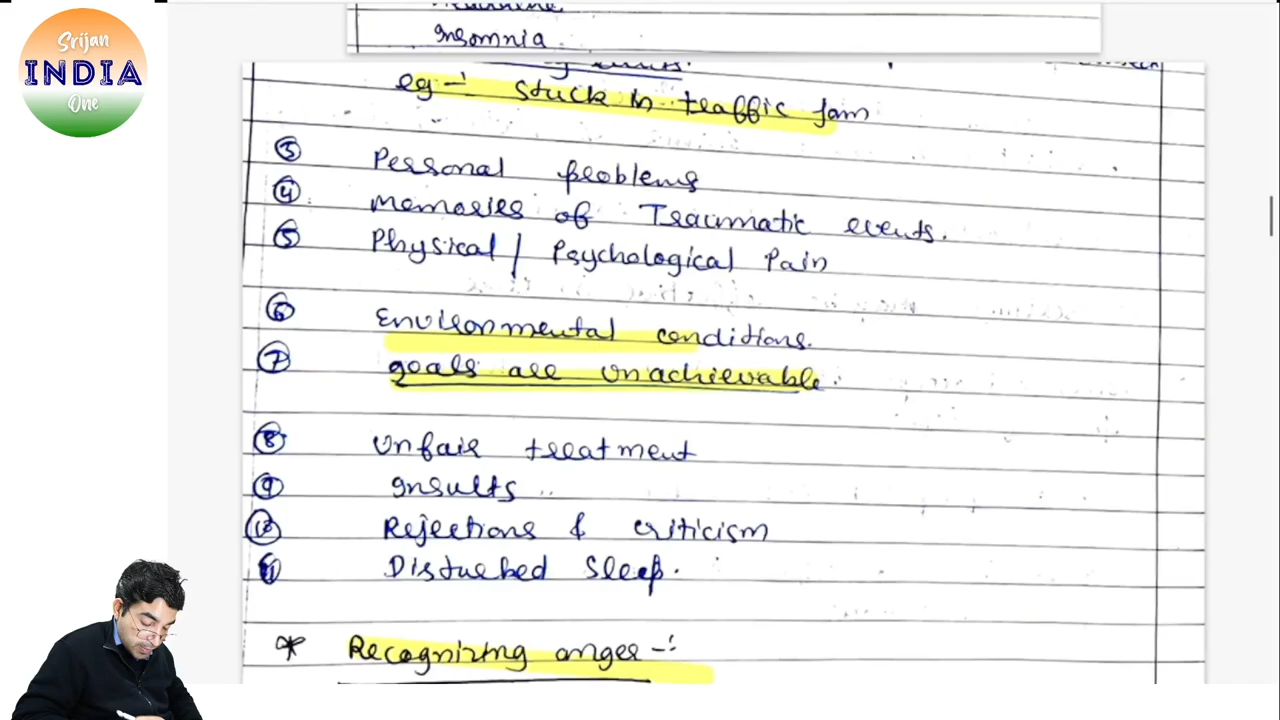 Srijan
INDIA
One
Insomnia
eg - stuck in traffic jam
③ Personal problems
④ Memories of Traumatic events.
⑤ Physical / Psychological Pain
⑥ Environmental conditions.
⑦ goals are unachievable.
⑧ Unfair treatment
⑨ Insults
⑩ Rejections & criticism
⑪ Disturbed Sleep.
* Recognizing anger -: